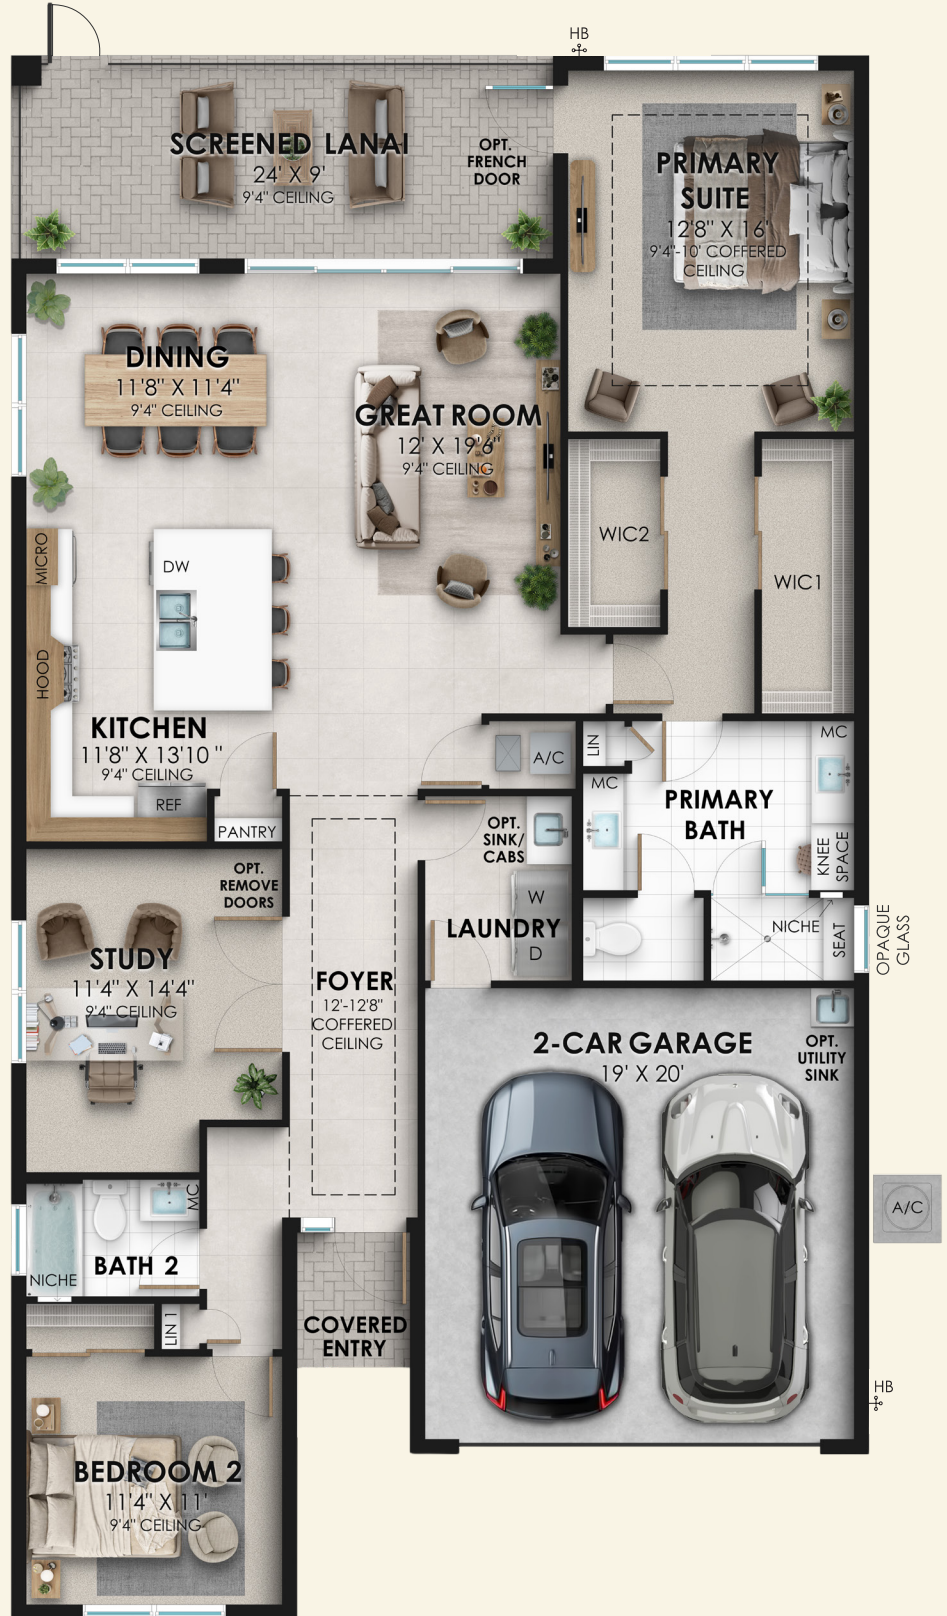 HB
SCREENED LANAI
24' X 9'
9'4" CEILING
OPT.
FRENCH
DOOR
PRIMARY
SUITE
12'8" X 16'
9'4"-10' COFFERED
CEILING
DINING
11'8" X 11'4"
9'4" CEILING
GREAT ROOM
12' X 19'6"
9'4" CEILING
WIC2
WIC1
MICRO
DW
HOOD
KITCHEN
11'8" X 13'10 "
9'4" CEILING
REF
PANTRY
A/C
LIN
MC
MC
PRIMARY
BATH
KNEE
SPACE
OPT.
SINK/
CABS
W
D
LAUNDRY
NICHE
SEAT
OPAQUE
GLASS
OPT.
REMOVE
DOORS
STUDY
11'4" X 14'4"
9'4" CEILING
FOYER
12'-12'8"
COFFERED
CEILING
2-CAR GARAGE
19' X 20'
OPT.
UTILITY
SINK
A/C
MC
BATH 2
NICHE
LIN 1
COVERED
ENTRY
HB
BEDROOM 2
11'4" X 11'
9'4" CEILING